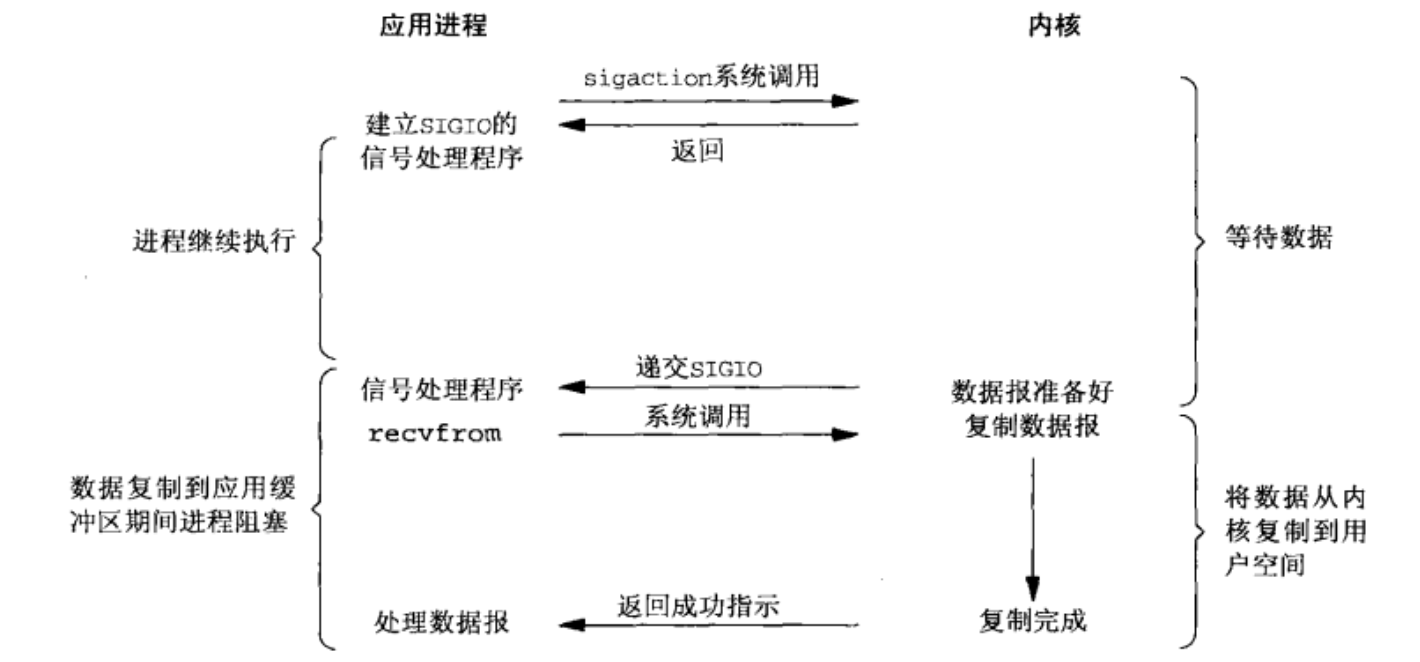 应用进程
内核
sigaction系统调用
建立SIGIO的
信号处理程序
返回
进程继续执行
等待数据
递交SIGIO
信号处理程序
数据报准备好
系统调用
recvfrom
复制数据报
数据复制到应用缓
冲区期间进程阻塞
将数据从内
核复制到用
户空间
返回成功指示
处理数据报
复制完成